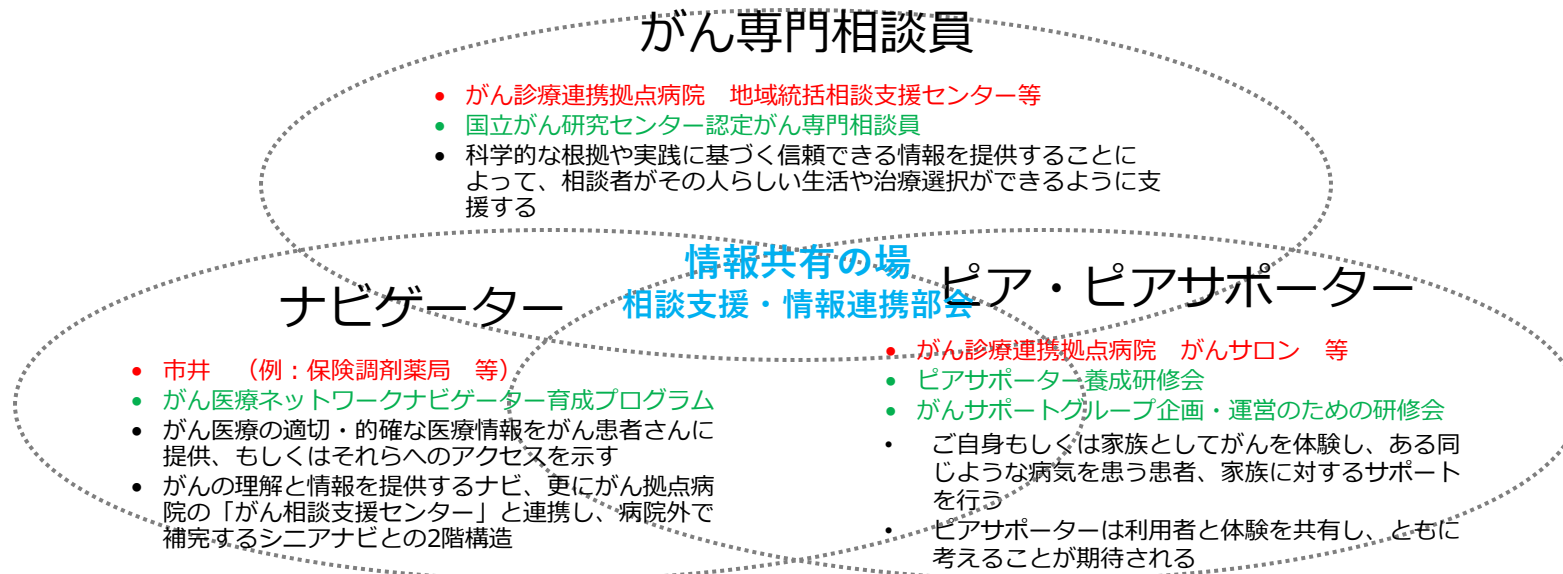 がん専門相談員
• がん診療連携拠点病院　地域統括相談支援センター等
• 国立がん研究センター認定がん専門相談員
• 科学的な根拠や実践に基づく信頼できる情報を提供することに
よって、相談者がその人らしい生活や治療選択ができるように支
援する
情報共有の場
相談支援・情報連携部会
ナビゲーター
• 市井　（例：保険調剤薬局　等）
• がん医療ネットワークナビゲーター育成プログラム
• がん医療の適切・的確な医療情報をがん患者さんに
提供、もしくはそれらへのアクセスを示す
• がんの理解と情報を提供するナビ、更にがん拠点病
院の「がん相談支援センター」と連携し、病院外で
補完するシニアナビとの2階構造
ピア・ピアサポーター
• がん診療連携拠点病院　がんサロン　等
• ピアサポーター養成研修会
• がんサポートグループ企画・運営のための研修会
• ご自身もしくは家族としてがんを体験し、ある同
じような病気を患う患者、家族に対するサポート
を行う
• ピアサポーターは利用者と体験を共有し、ともに
考えることが期待される